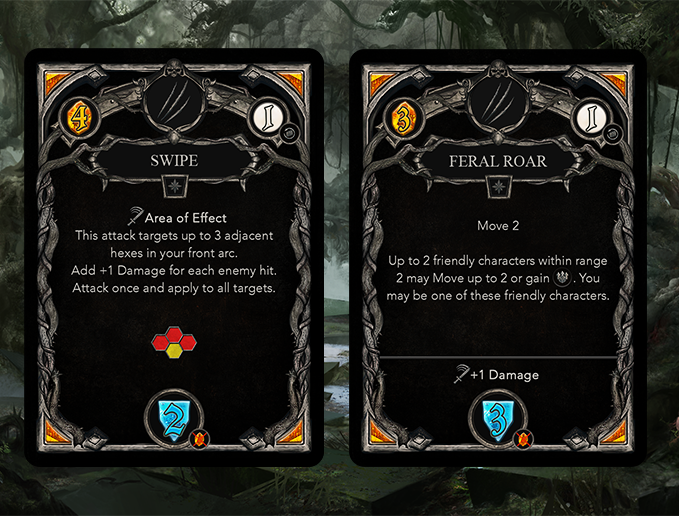 4
1
SWIPE
Area of Effect
This attack targets up to 3 adjacent
hexes in your front arc.
Add +1 Damage for each enemy hit.
Attack once and apply to all targets.
2
3
1
FERAL ROAR
Move 2
Up to 2 friendly characters within range
2 may Move up to 2 or gain . You
may be one of these friendly characters.
+1 Damage
3